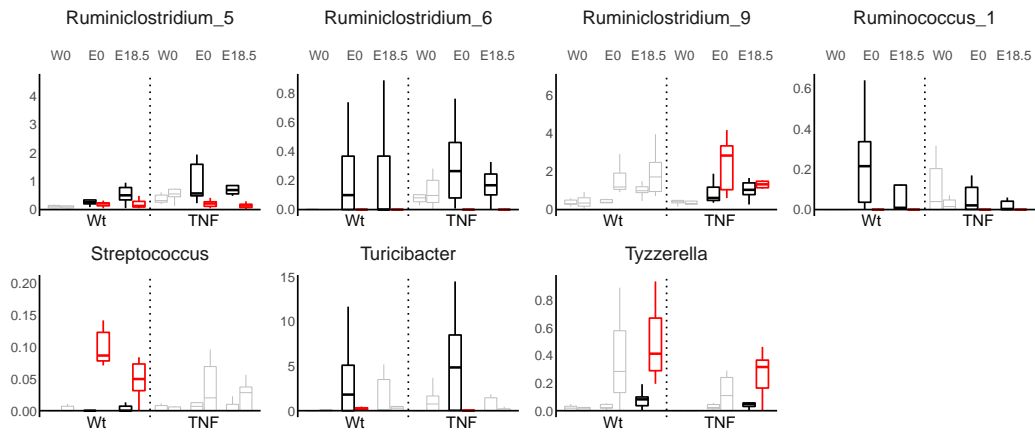 Ruminiclostridium_5 Ruminiclostridium_6 Ruminiclostridium_9 Ruminococcus_1
W0 E0 E18.5 W0 E0 E18.5 W0 E0 E18.5 W0 E0 E18.5 W0 E0 E18.5 W0 E0 E18.5 W0 E0 E18.5 W0 E0 E18.5
4 0.8 6 0.6
3 0.6 0.4
2 0.4 4
1 0.2 2 0.2
0 0.0 0 0.0
Wt TNF Wt TNF Wt TNF Wt TNF
Streptococcus Turicibacter Tyzzerella
0.20 15 0.8
0.15 10 0.6
0.10 0.4
0.05 5 0.2
0.00 0 0.0
Wt TNF Wt TNF Wt TNF